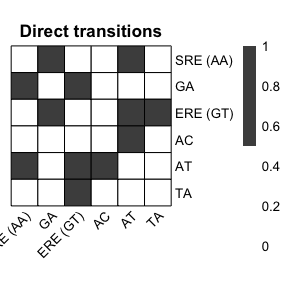 Direct transitions
SRE (AA)
GA
ERE (GT)
AC
AT
TA
1
0.8
0.6
0.4
0.2
0
RE (AA)
GA
ERE (GT)
AC
AT
TA